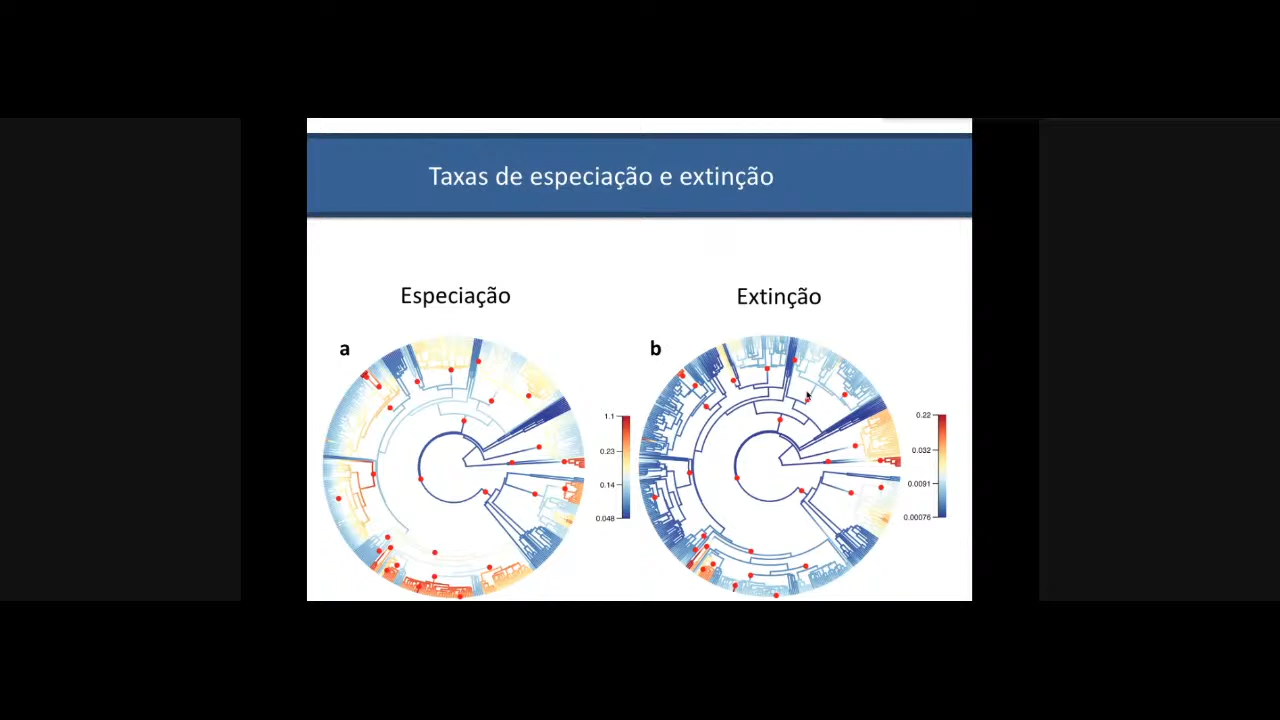 Taxas de especiação e extinção
Especiação
Extinção
a
b
1.1
0.23
0.14
0.048
0.22
0.032
0.0091
0.00076